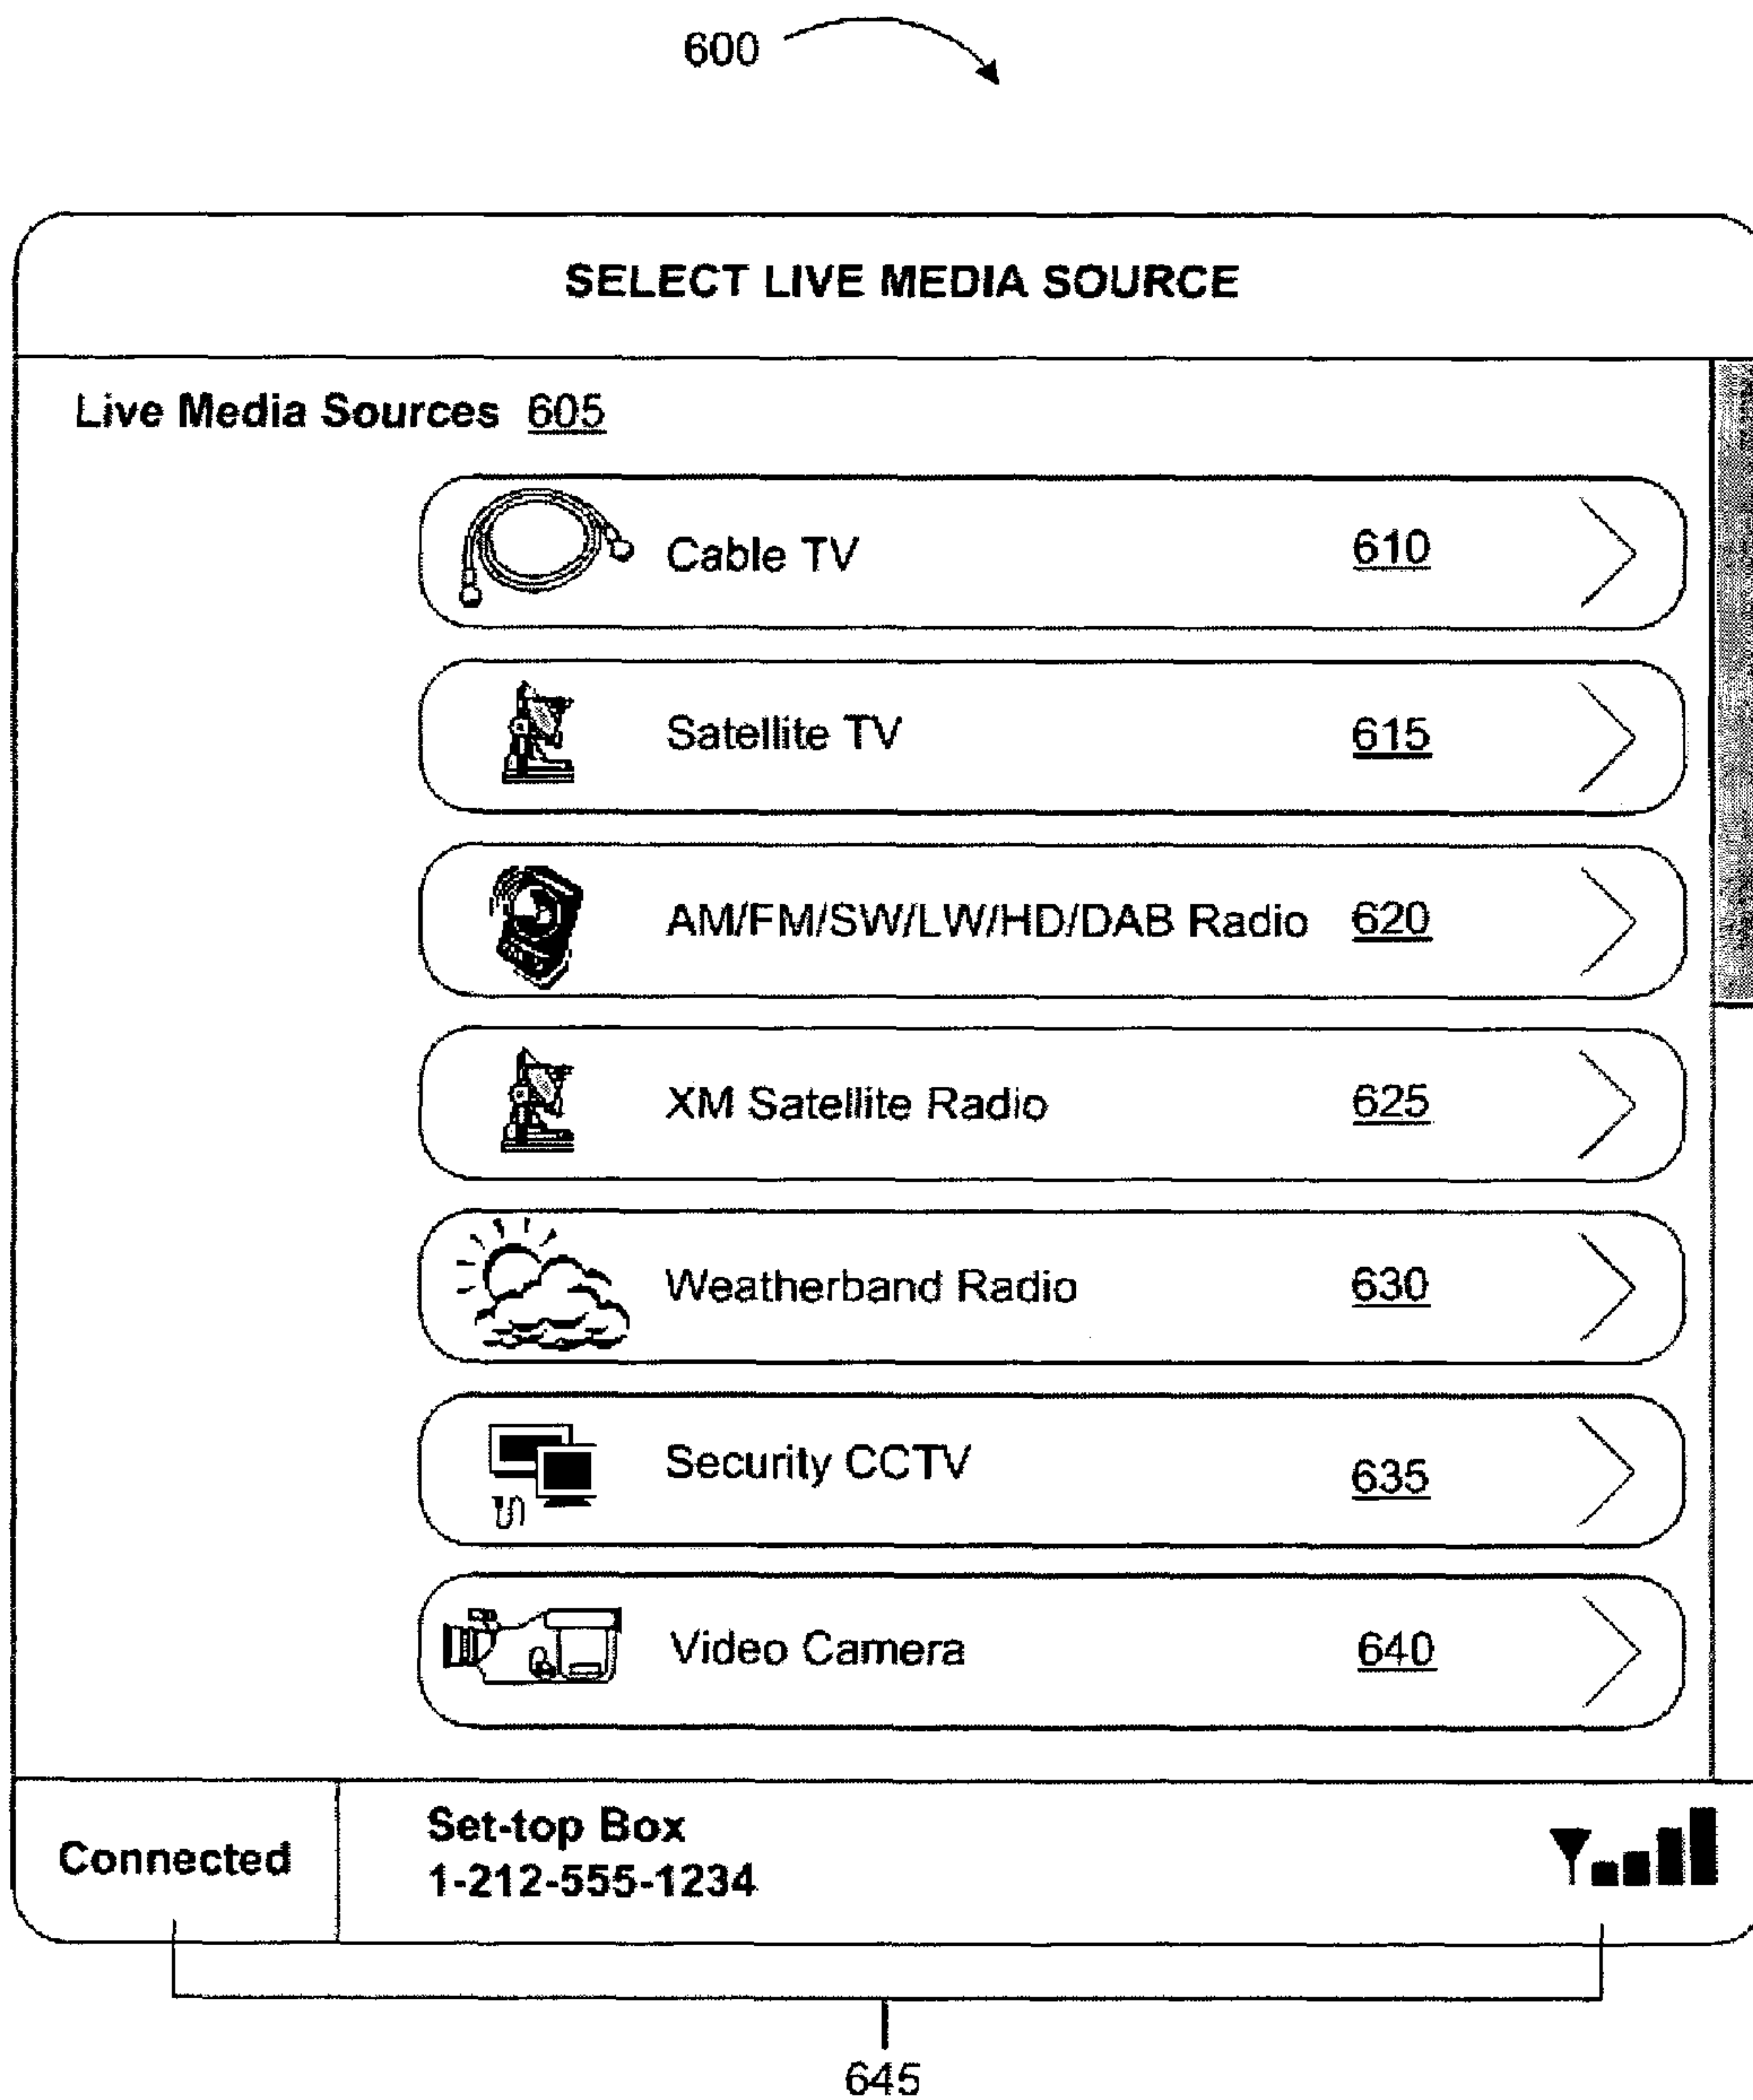 600
SELECT LIVE MEDIA SOURCE
Live Media Sources 605
Cable TV 610
Satellite TV 615
AM/FM/SW/LW/HD/DAB Radio 620
XM Satellite Radio 625
Weatherband Radio 630
Security CCTV 635
Video Camera 640
Connected
Set-top Box
1-212-555-1234
645